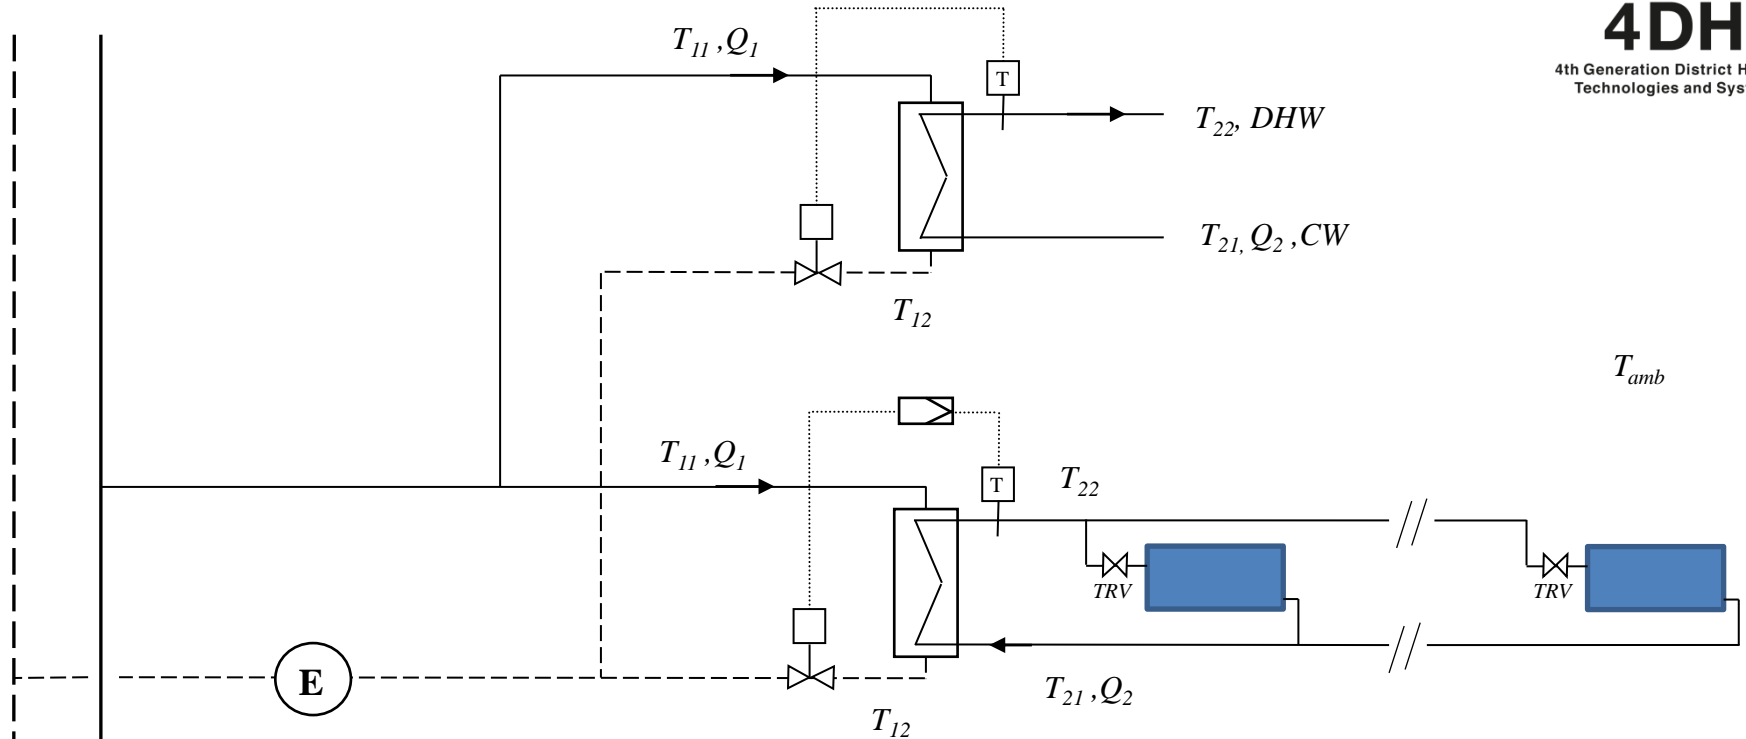 4DH
4th Generation District H
Technologies and Sys
T11 ,Q1
T
T22, DHW
T21, Q2 ,CW
T12
Tamb
T11 ,Q1
T
T22
TRV
TRV
E
T21 ,Q2
T12